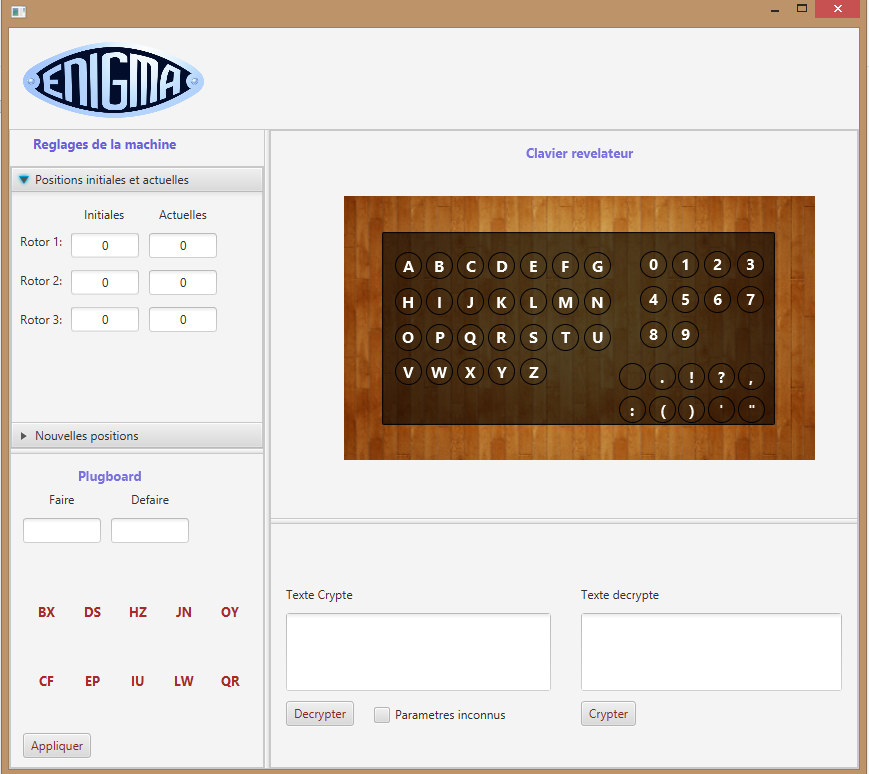 ENIGMA
Reglages de la machine
Positions initiales et actuelles
Initiales Actuelles
Rotor 1: 0 0
Rotor 2: 0 0
Rotor 3: 0 0
Nouvelles positions
Plugboard
Faire Defaire
BX DS HZ JN OY
CF EP IU LW QR
Appliquer
Clavier revelateur
A B C D E F G 0 1 2 3
H I J K L M N 4 5 6 7
O P Q R S T U 8 9
V W X Y Z . ! ? ,
: ( ) ' "
Texte Crypte Texte decrypte
Decrypter Parametres inconnus Crypter